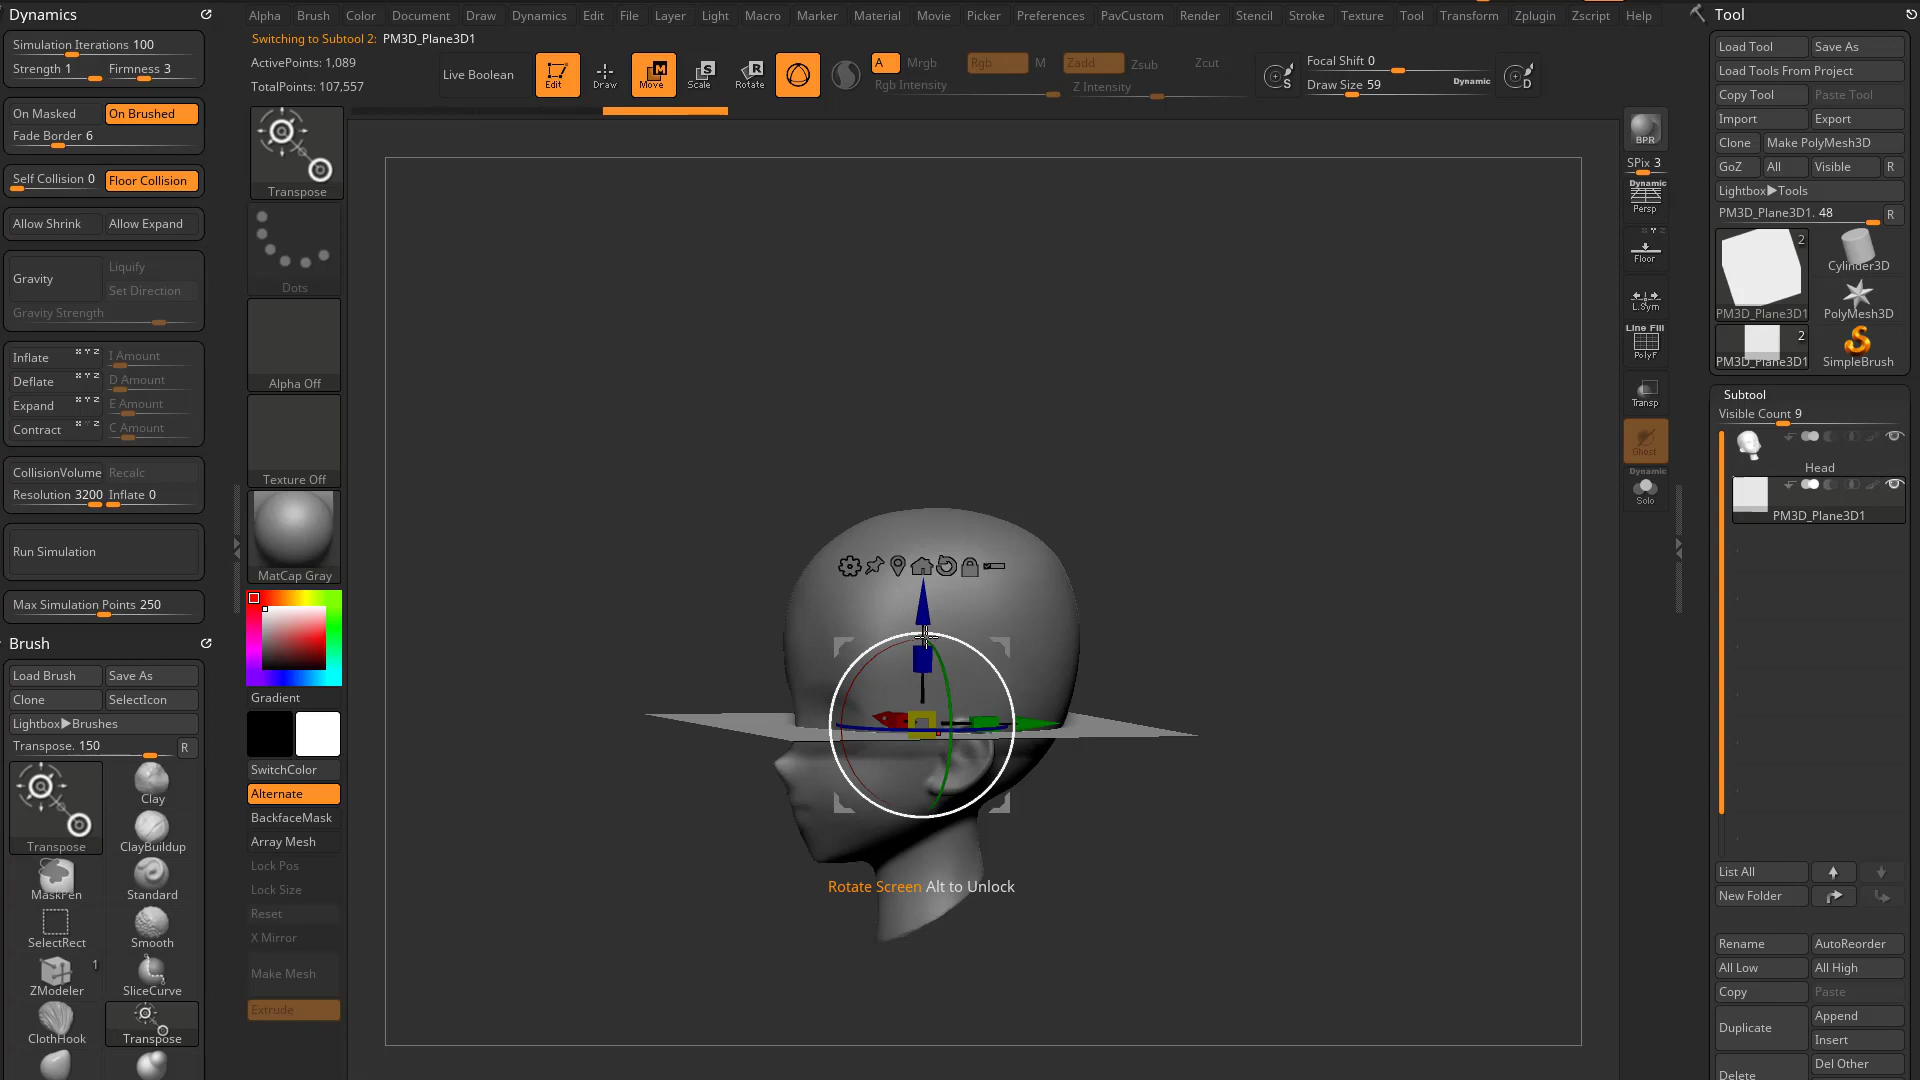 Dynamics
Simulation Iterations 100
Strength 1 Firmness 3
On Masked On Brushed
Fade Border 6
Self Collision 0 Floor Collision
Allow Shrink Allow Expand
Gravity Liquify
Set Direction
Gravity Strength
Inflate x Y z I Amount
Deflate x Y z D Amount
Expand x Y z E Amount
Contract x Y z C Amount
CollisionVolume Recalc
Resolution 3200 Inflate 0
Run Simulation
Max Simulation Points 250
Brush
Load Brush Save As
Clone SelectIcon
Lightbox▶Brushes
Transpose. 150 R
Transpose
Clay
ClayBuildup
MaskPen Standard
SelectRect Smooth
1
ZModeler SliceCurve
ClothHook Transpose
Alpha Brush Color Document Draw Dynamics Edit File Layer Light Macro Marker Material Movie Picker Preferences PavCustom Render Stencil Stroke Texture Tool Transform Zplugin Zscript Help
Switching to Subtool 2: PM3D_Plane3D1
ActivePoints: 1,089
TotalPoints: 107,557
Live Boolean
Edit Draw Move Scale Rotate
A Mrgb Rgb M Zadd Zsub Zcut
Rgb Intensity Z Intensity
S
Focal Shift 0
Draw Size 59 Dynamic
D
Transpose
Dots
Alpha Off
Texture Off
MatCap Gray
Gradient
SwitchColor
Alternate
BackfaceMask
Array Mesh
Lock Pos
Lock Size
Reset
X Mirror
Make Mesh
Extrude
Rotate Screen Alt to Unlock
BPR
SPix 3
Dynamic
Persp
Floor
L.Sym
Line Fill
PolyF
Transp
Ghost
Dynamic
Solo
Tool
Load Tool Save As
Load Tools From Project
Copy Tool Paste Tool
Import Export
Clone Make PolyMesh3D
GoZ All Visible R
Lightbox▶Tools
PM3D_Plane3D1. 48 R
2
Cylinder3D
PM3D_Plane3D1 PolyMesh3D
2
PM3D_Plane3D1 SimpleBrush
Subtool
Visible Count 9
Head
PM3D_Plane3D1
List All
New Folder
Rename AutoReorder
All Low All High
Copy Paste
Duplicate Append
Insert
Delete Del Other